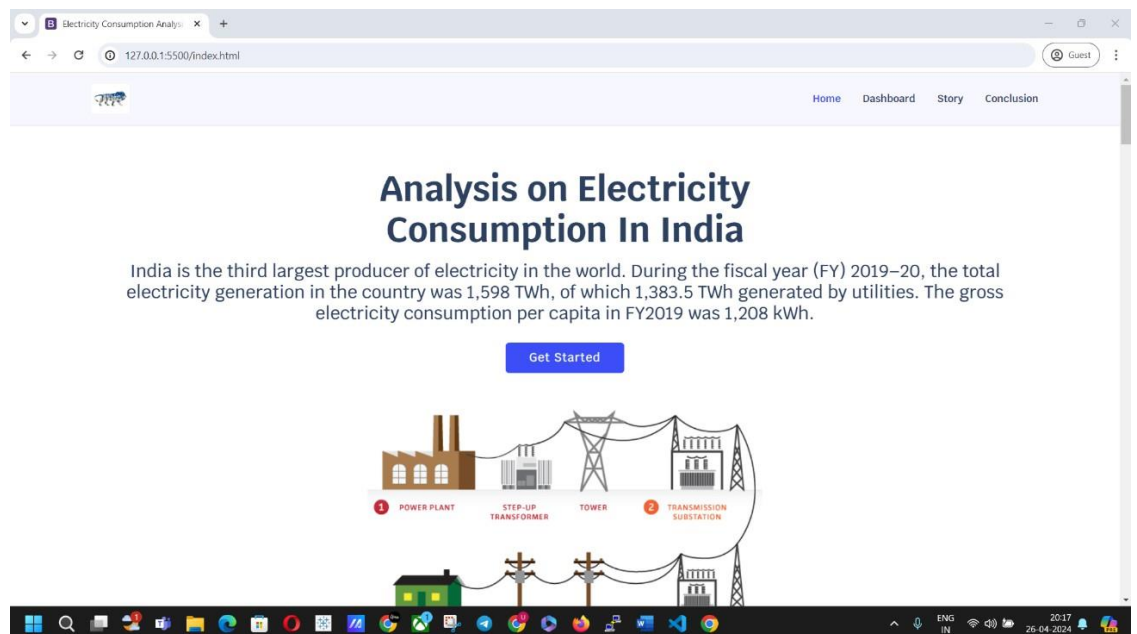 Electricity Consumption Analys
127.0.0.1:5500/index.html
Guest
Home Dashboard Story Conclusion
Analysis on Electricity
Consumption In India
India is the third largest producer of electricity in the world. During the fiscal year (FY) 2019–20, the total
electricity generation in the country was 1,598 TWh, of which 1,383.5 TWh generated by utilities. The gross
electricity consumption per capita in FY2019 was 1,208 kWh.
Get Started
1 POWER PLANT
STEP-UP
TRANSFORMER
TOWER
2 TRANSMISSION
SUBSTATION
ENG
IN
20:17
26-04-2024